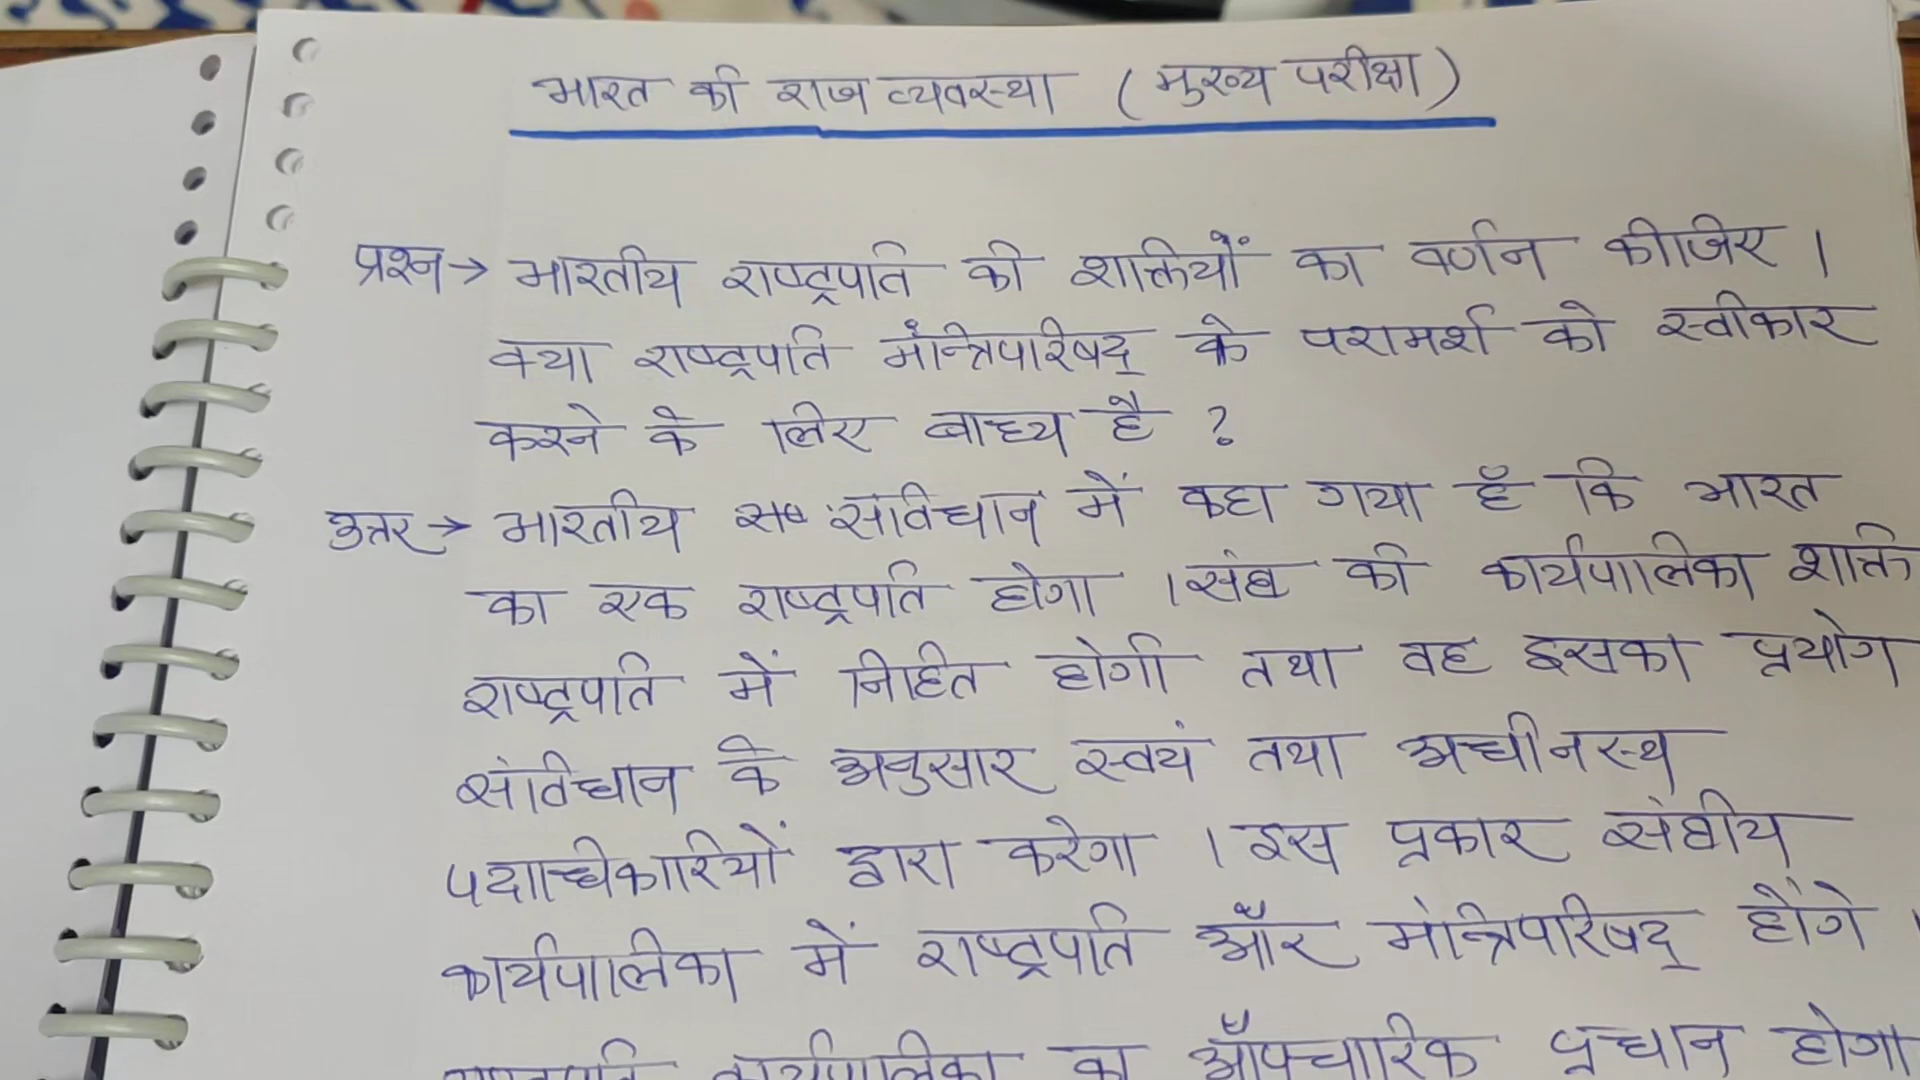 भारत की राज व्यवस्था (मुख्य परीक्षा)
प्रश्न→ भारतीय राष्ट्रपति की शक्तियों का वर्णन कीजिए ।
क्या राष्ट्रपति मंन्त्रिपरिषद् के परामर्श को स्वीकार
करने के लिए बाध्य है ?
उत्तर→ भारतीय संविधान में कहा गया है कि भारत
का एक राष्ट्रपति होगा । संघ की कार्यपालिका शक्ति
राष्ट्रपति में निहित होगी तथा वह इसका प्रयोग
संविधान के अनुसार स्वयं तथा अधीनस्थ
पदाधिकारियों द्वारा करेगा । इस प्रकार संघीय
कार्यपालिका में राष्ट्रपति और मंन्त्रिपरिषद् होंगे ।
राष्ट्रपति कार्यपालिका का औपचारिक प्रधान होगा